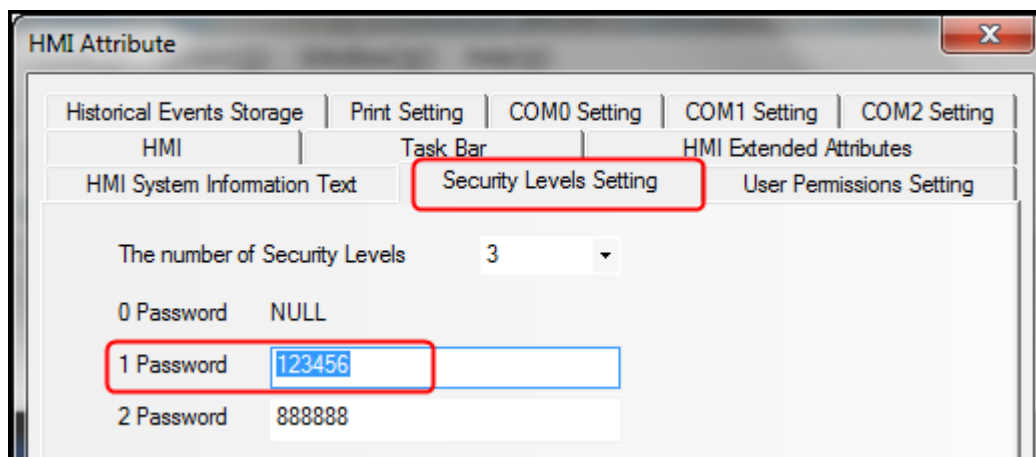 HMI Attribute
Historical Events Storage Print Setting COM0 Setting COM1 Setting COM2 Setting
HMI Task Bar HMI Extended Attributes
HMI System Information Text Security Levels Setting User Permissions Setting
The number of Security Levels 3
0 Password NULL
1 Password 123456
2 Password 888888